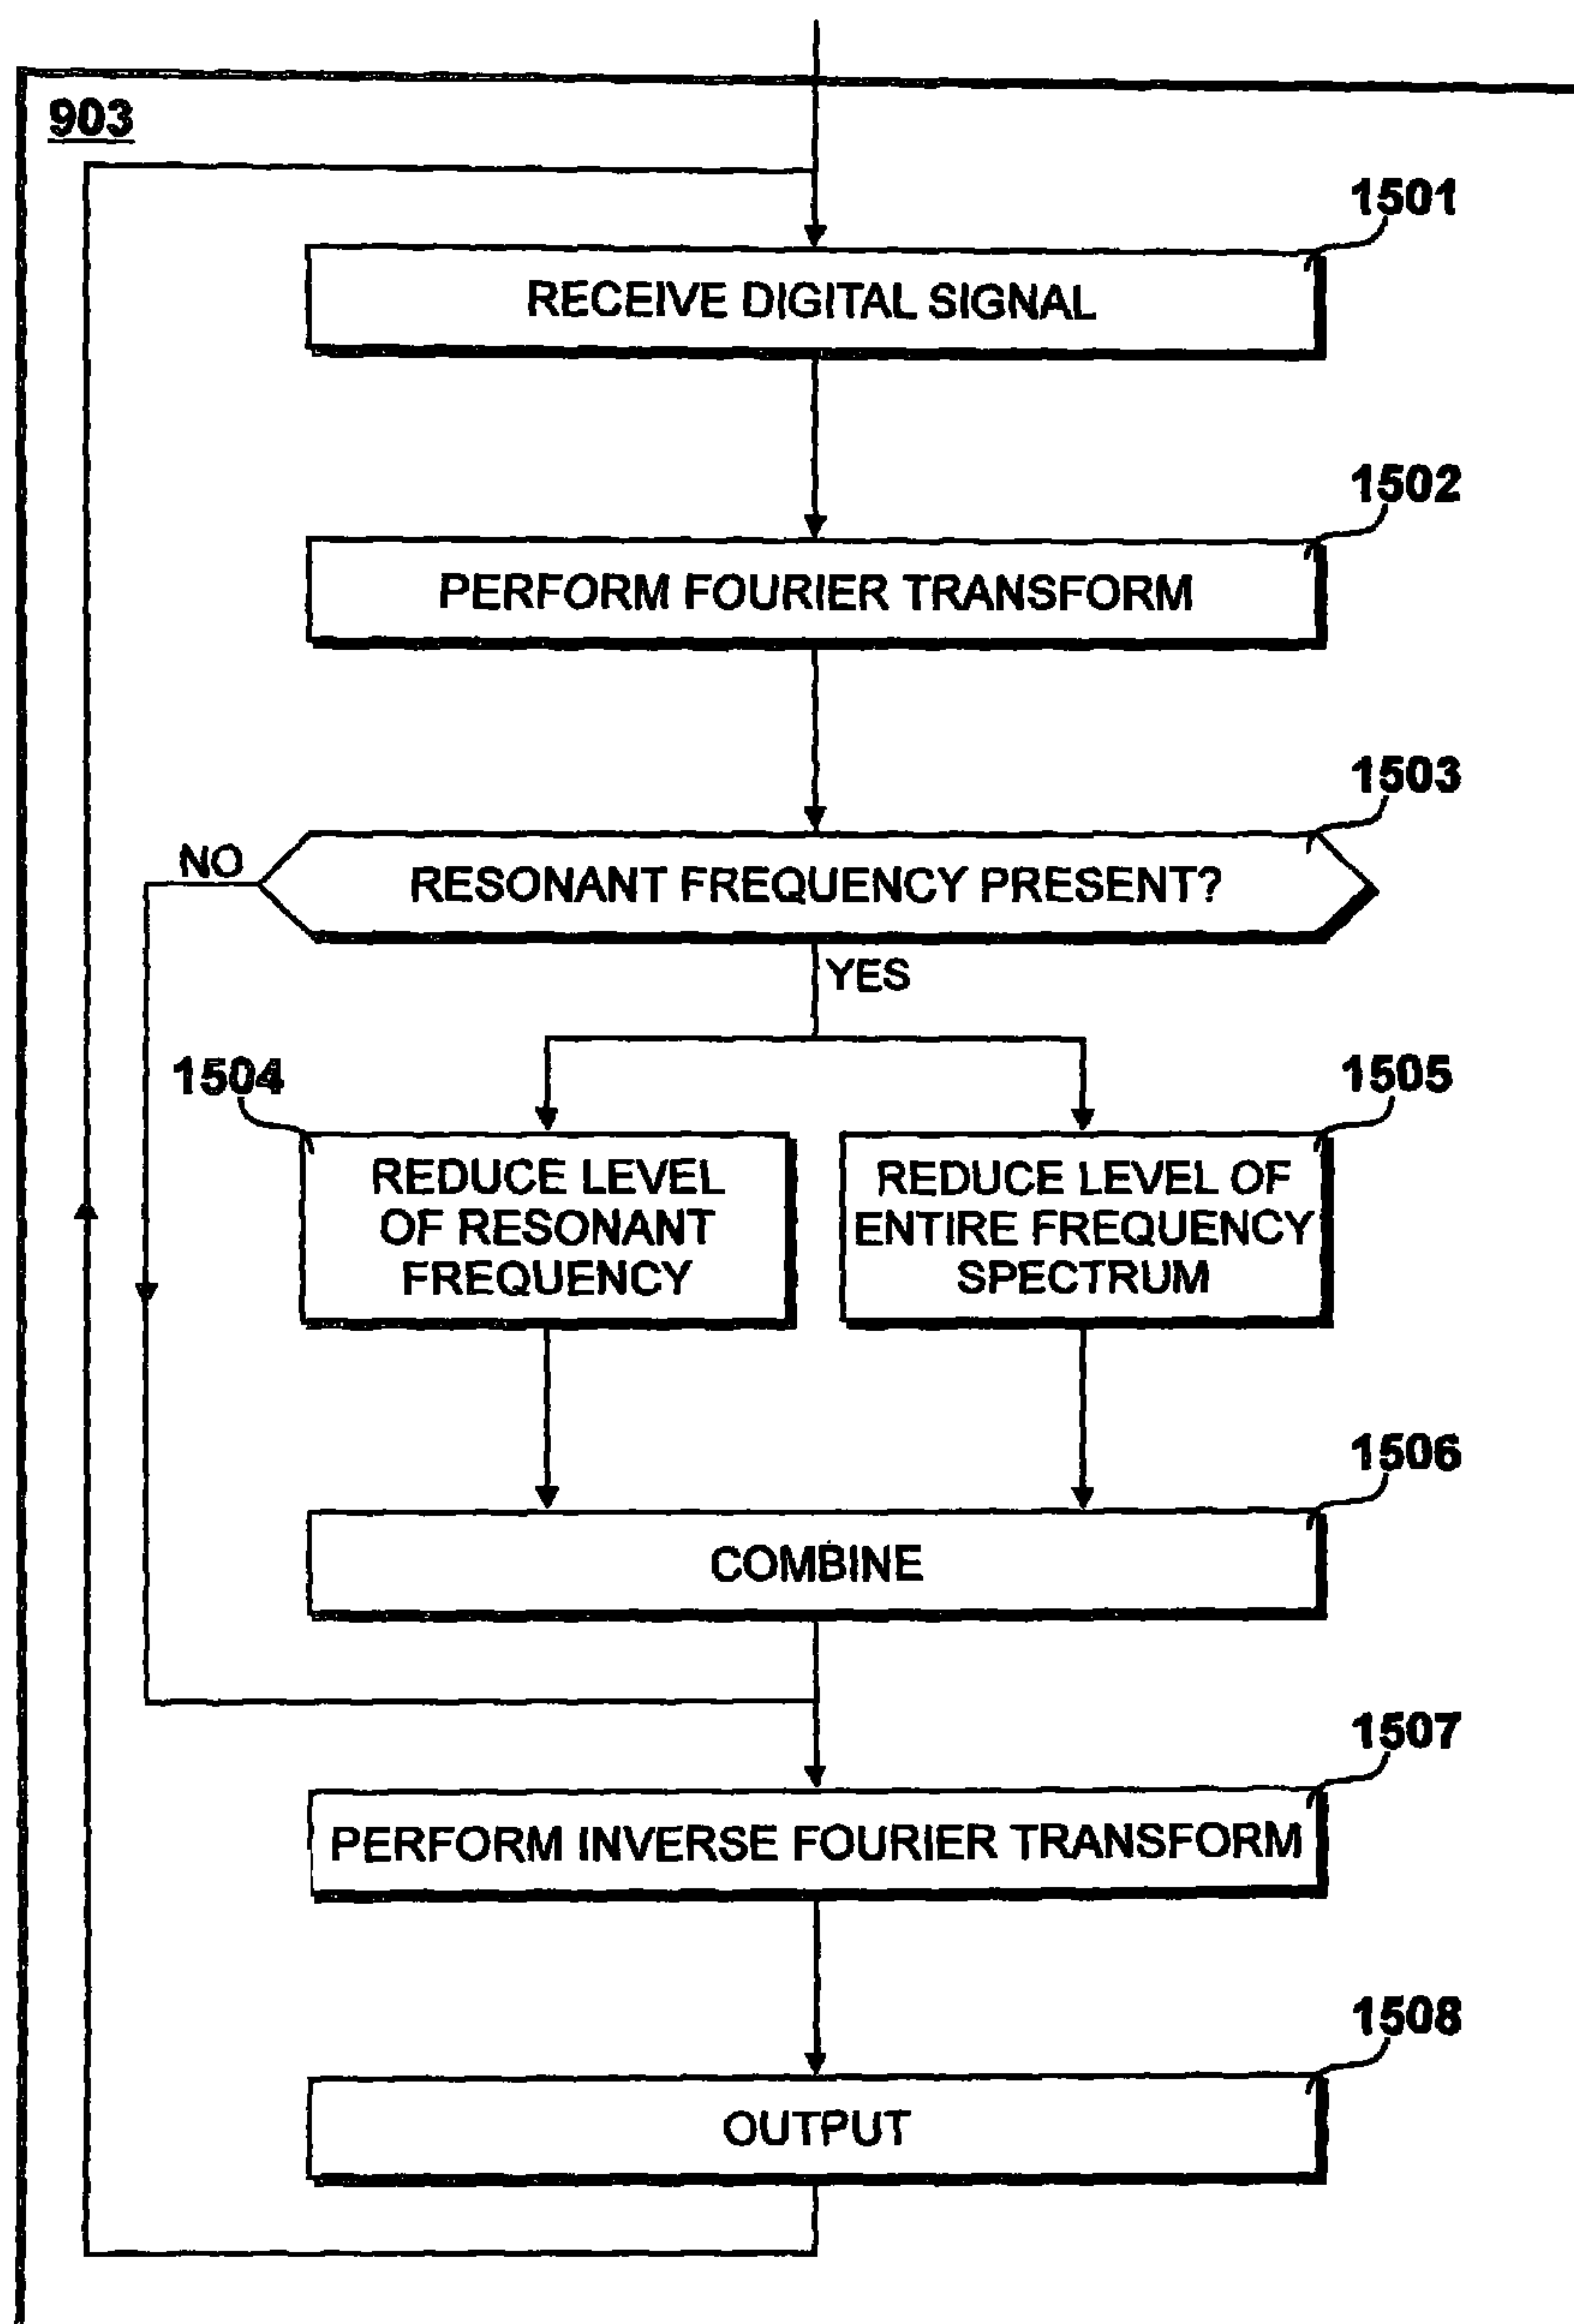 903
1501
RECEIVE DIGITAL SIGNAL
1502
PERFORM FOURIER TRANSFORM
1503
NO
RESONANT FREQUENCY PRESENT?
YES
1504
1505
REDUCE LEVEL
OF RESONANT
FREQUENCY
REDUCE LEVEL OF
ENTIRE FREQUENCY
SPECTRUM
1506
COMBINE
1507
PERFORM INVERSE FOURIER TRANSFORM
1508
OUTPUT